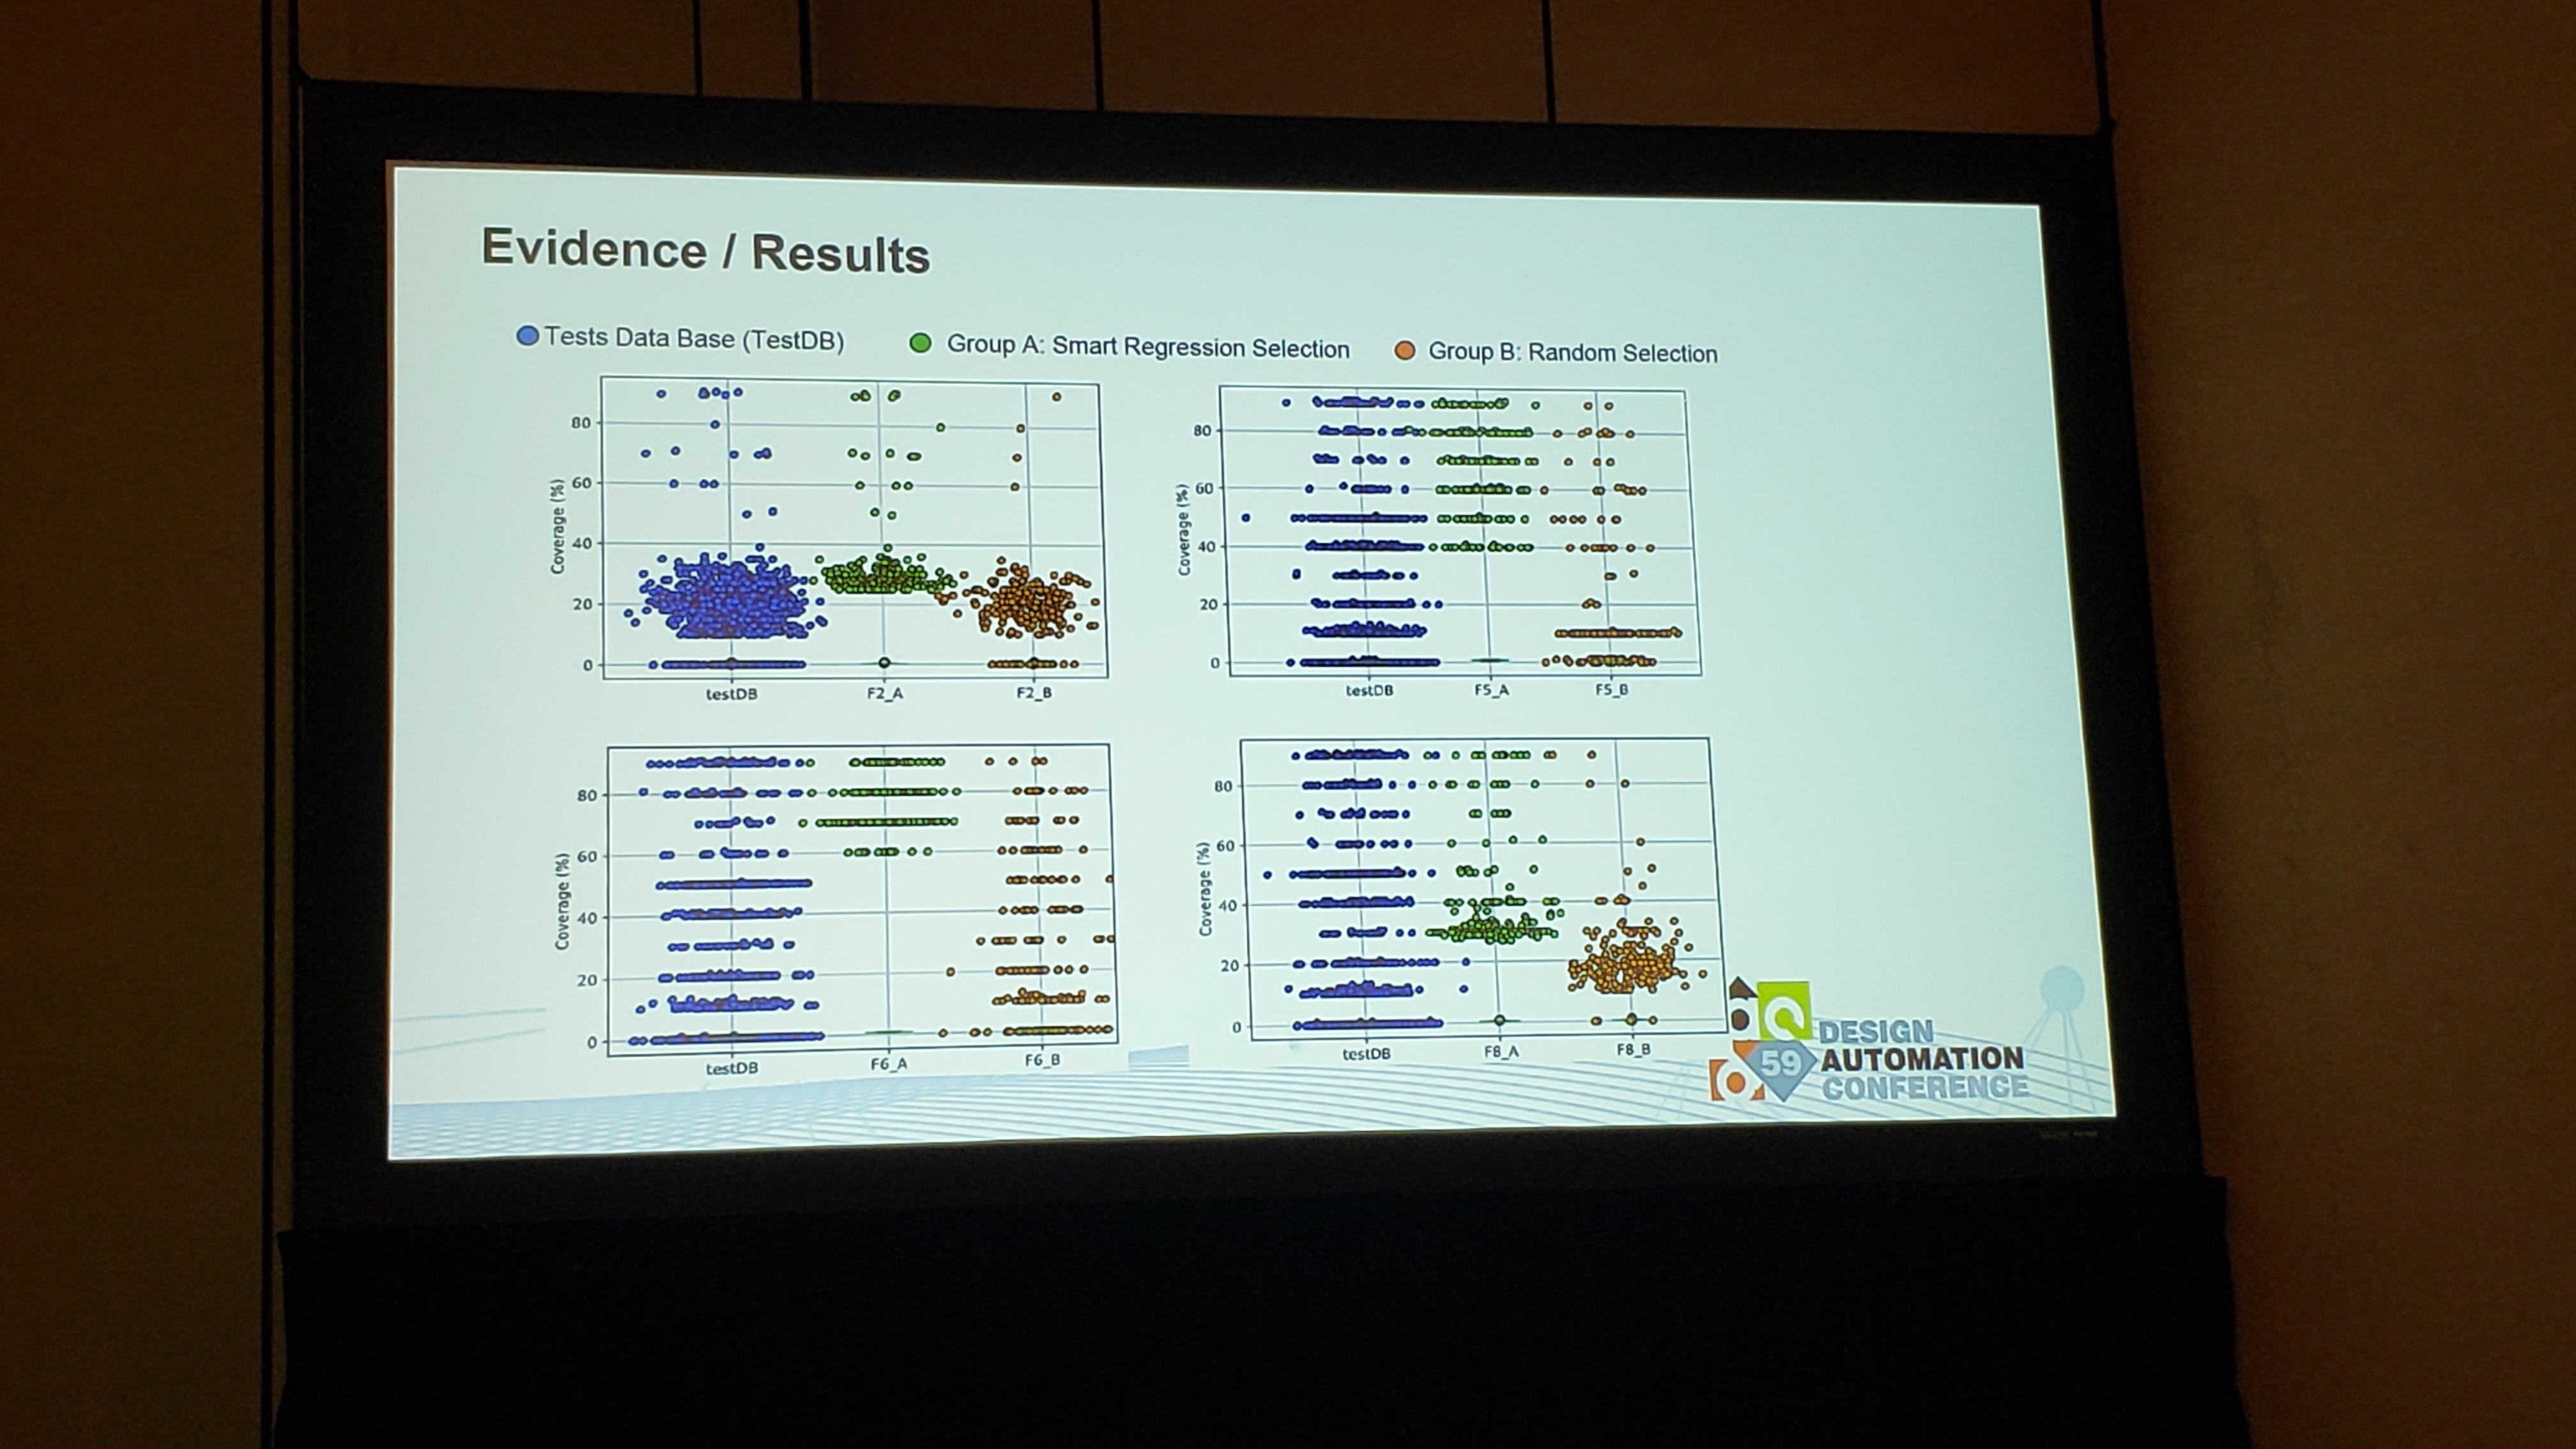 Evidence / Results
Tests Data Base (TestDB) Group A: Smart Regression Selection Group B: Random Selection
80
60
40
20
0
Coverage (%)
testDB F2_A F2_B
80
60
40
20
0
Coverage (%)
testDB F5_A F5_B
80
60
40
20
0
Coverage (%)
testDB F6_A F6_B
80
60
40
20
0
Coverage (%)
testDB F8_A F8_B
59
DESIGN
AUTOMATION
CONFERENCE